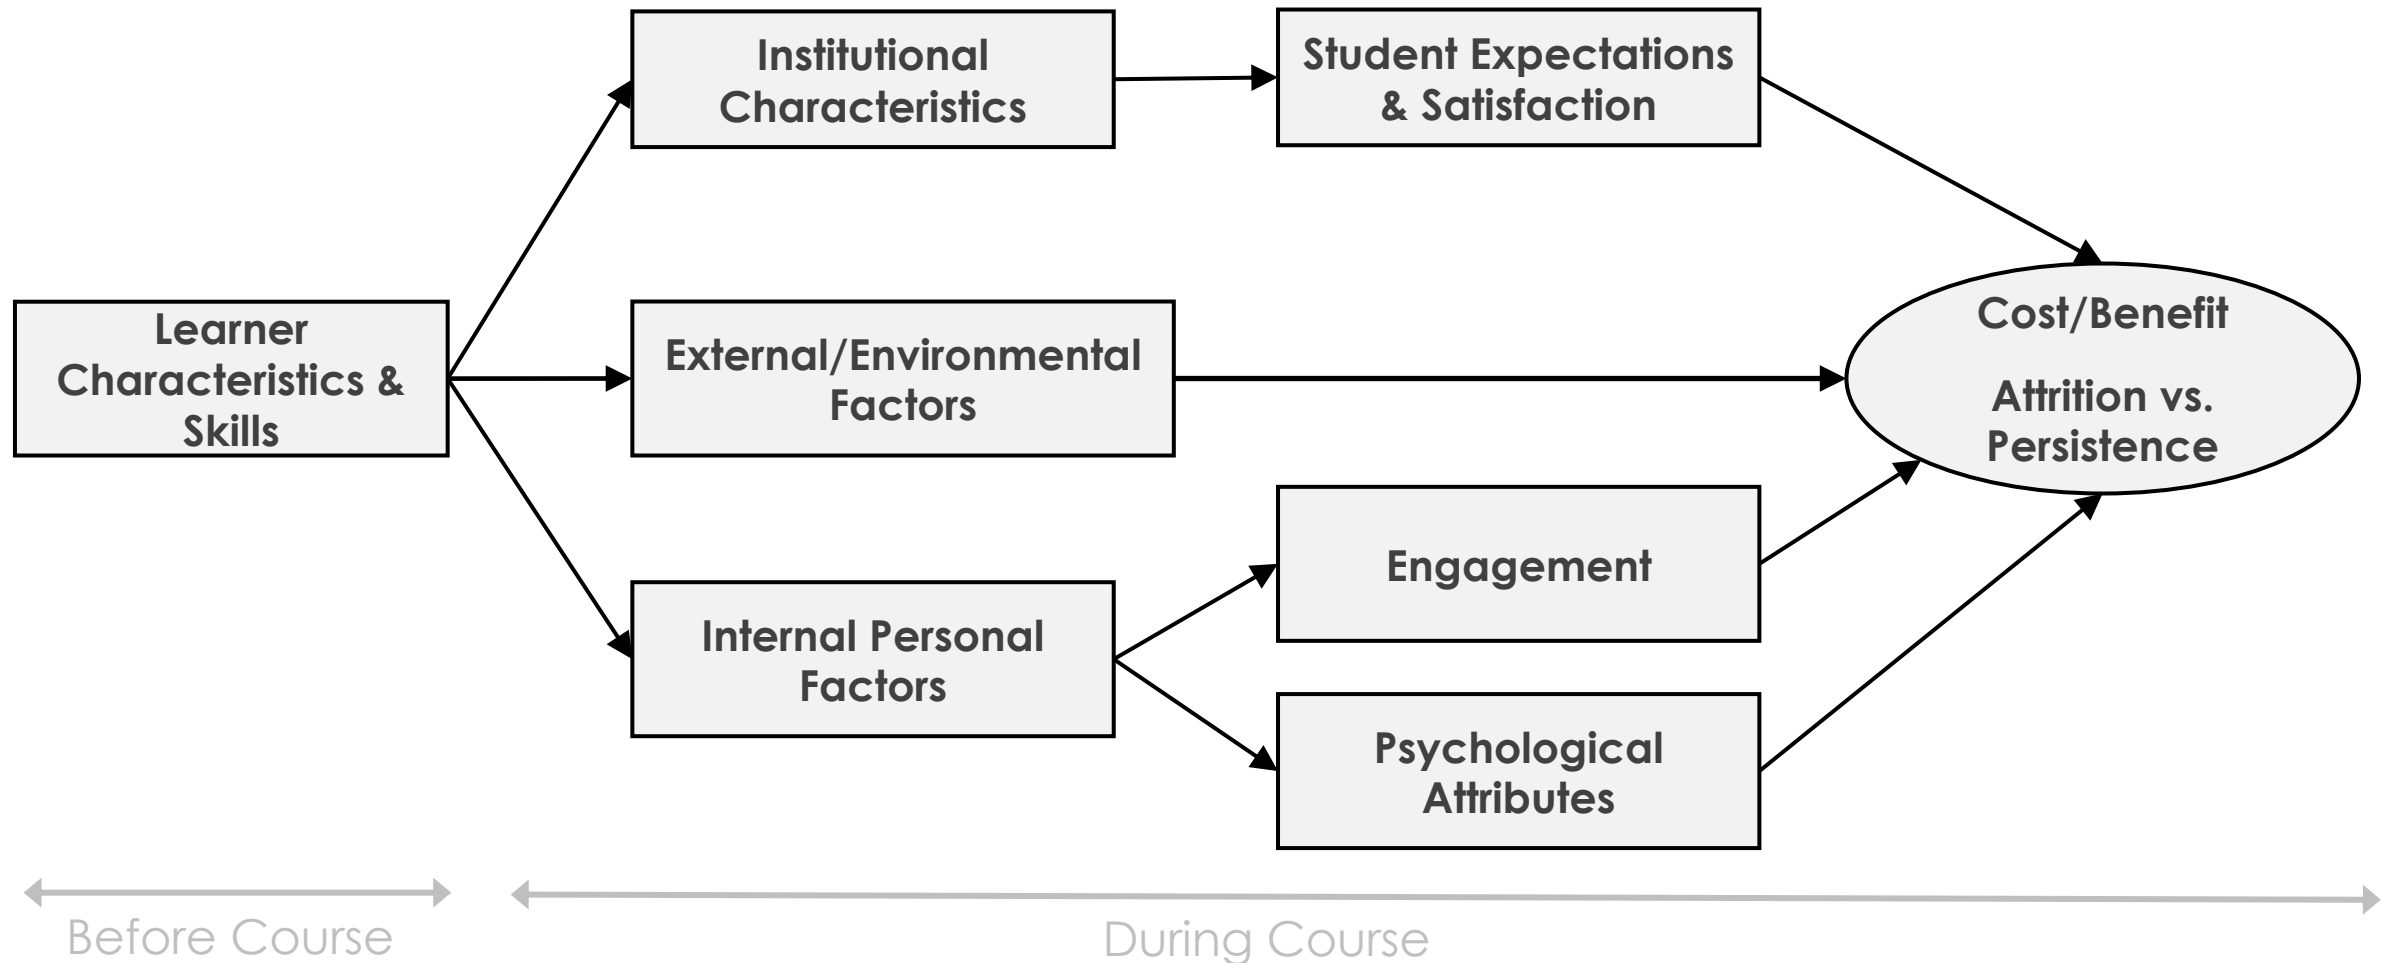 Institutional
Characteristics
Student Expectations
& Satisfaction
Learner
Characteristics &
Skills
External/Environmental
Factors
Cost/Benefit
Attrition vs.
Persistence
Engagement
Internal Personal
Factors
Psychological
Attributes
Before Course
During Course